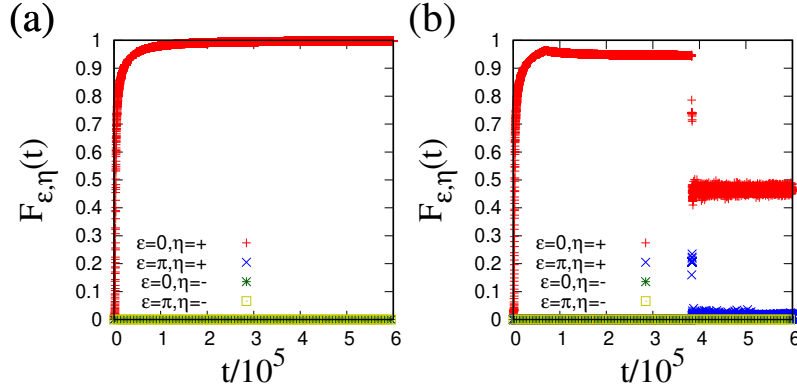 (a)
F ε,η (t)
1
0.9
0.8
0.7
0.6
0.5
0.4
0.3
0.2
0.1
0
ε=0,η=+
ε=π,η=+
ε=0,η=-
ε=π,η=-
0 1 2 3 4 5 6
t/10^5
(b)
F ε,η (t)
1
0.9
0.8
0.7
0.6
0.5
0.4
0.3
0.2
0.1
0
ε=0,η=+
ε=π,η=+
ε=0,η=-
ε=π,η=-
0 1 2 3 4 5 6
t/10^5